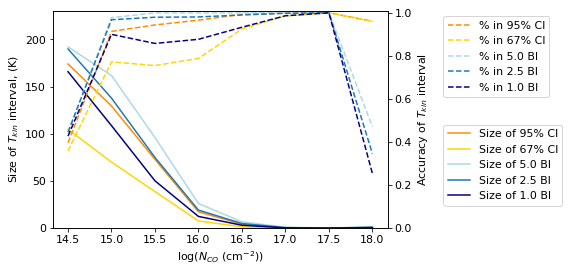 Size of T_kin interval, (K)
200
150
100
50
0
14.5 15.0 15.5 16.0 16.5 17.0 17.5 18.0
log(N_CO (cm⁻²))
1.0
0.8
0.6
0.4
0.2
0.0
Accuracy of T_kin interval
% in 95% CI
% in 67% CI
% in 5.0 BI
% in 2.5 BI
% in 1.0 BI
Size of 95% CI
Size of 67% CI
Size of 5.0 BI
Size of 2.5 BI
Size of 1.0 BI